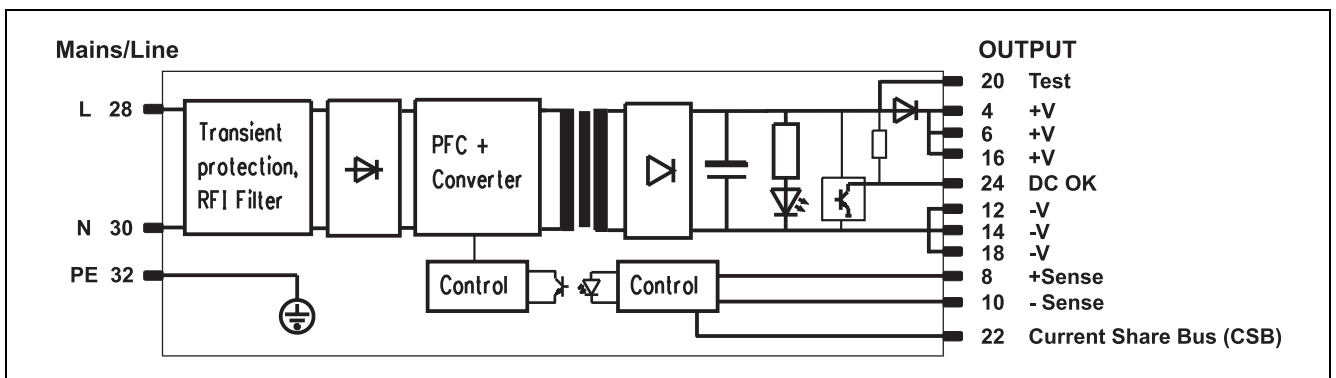 Mains/Line
OUTPUT
L 28
N 30
PE 32
Transient
protection,
RFI Filter
PFC +
Converter
Control
Control
20 Test
4 +V
6 +V
16 +V
24 DC OK
12 -V
14 -V
18 -V
8 +Sense
10 - Sense
22 Current Share Bus (CSB)